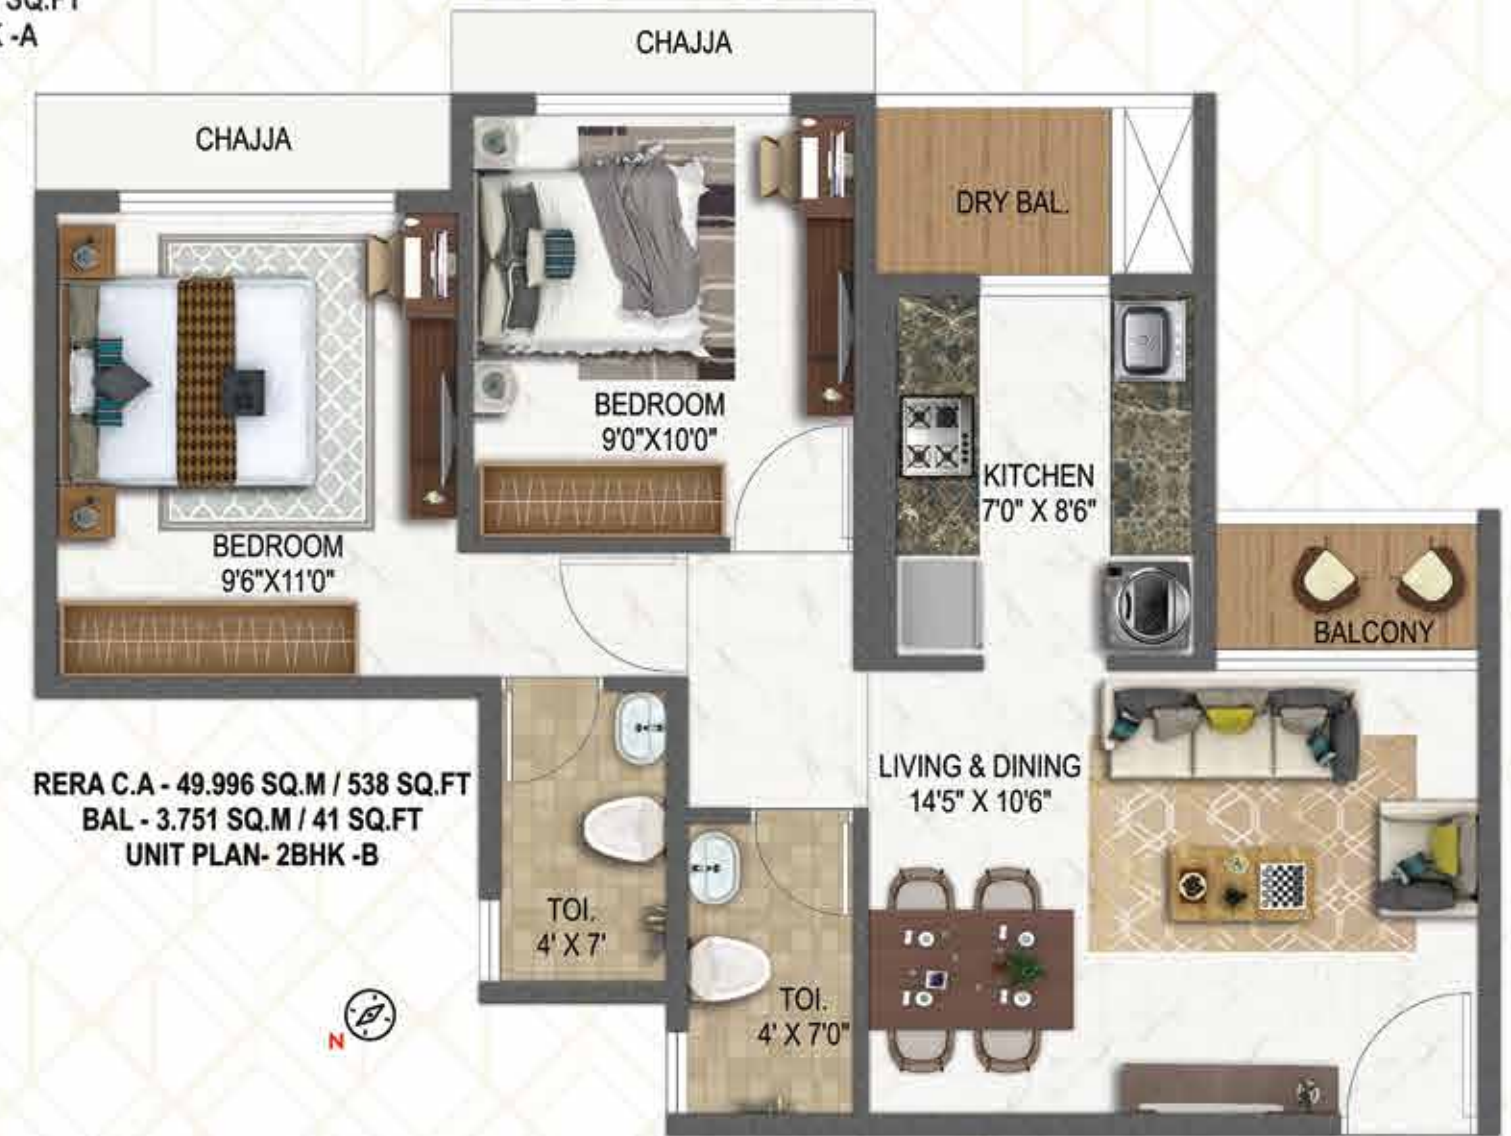 SQ.FT
-A
CHAJJA
CHAJJA
DRY BAL.
BEDROOM
9'0"X10'0"
KITCHEN
7'0" X 8'6"
BEDROOM
9'6"X11'0"
BALCONY
LIVING & DINING
14'5" X 10'6"
RERA C.A - 49.996 SQ.M / 538 SQ.FT
BAL - 3.751 SQ.M / 41 SQ.FT
UNIT PLAN- 2BHK -B
TOI.
4' X 7'
TOI.
4' X 7'0"
N